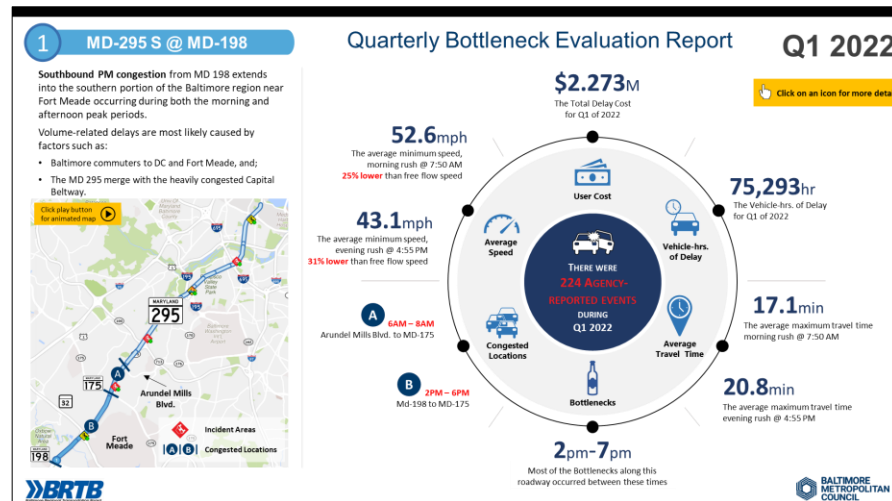 1
MD-295 S @ MD-198
Quarterly Bottleneck Evaluation Report
Q1 2022
Southbound PM congestion from MD 198 extends
into the southern portion of the Baltimore region near
Fort Meade occurring during both the morning and
afternoon peak periods.
Volume-related delays are most likely caused by
factors such as:
• Baltimore commuters to DC and Fort Meade, and;
• The MD 295 merge with the heavily congested Capital
Beltway.
Click play button
for animated map
MARYLAND
295
A
175
Arundel Mills
Blvd.
32
B
Fort
Meade
198
Incident Areas
A B Congested Locations
BRTB
Click on an icon for more detai
$2.273M
The Total Delay Cost
for Q1 of 2022
52.6mph
The average minimum speed,
morning rush @ 7:50 AM
25% lower than free flow speed
43.1mph
The average minimum speed,
evening rush @ 4:55 PM
31% lower than free flow speed
A
6AM – 8AM
Arundel Mills Blvd. to MD-175
B
2PM – 6PM
Md-198 to MD-175
User Cost
Average
Speed
Vehicle-hrs.
of Delay
THERE WERE
224 AGENCY-
REPORTED EVENTS
DURING
Q1 2022
Congested
Locations
Average
Travel Time
Bottlenecks
75,293hr
The Vehicle-hrs. of Delay
for Q1 of 2022
17.1min
The average maximum travel time
morning rush @ 7:50 AM
20.8min
The average maximum travel time
evening rush @ 4:55 PM
2pm-7pm
Most of the Bottlenecks along this
roadway occurred between these times
BALTIMORE
METROPOLITAN
COUNCIL